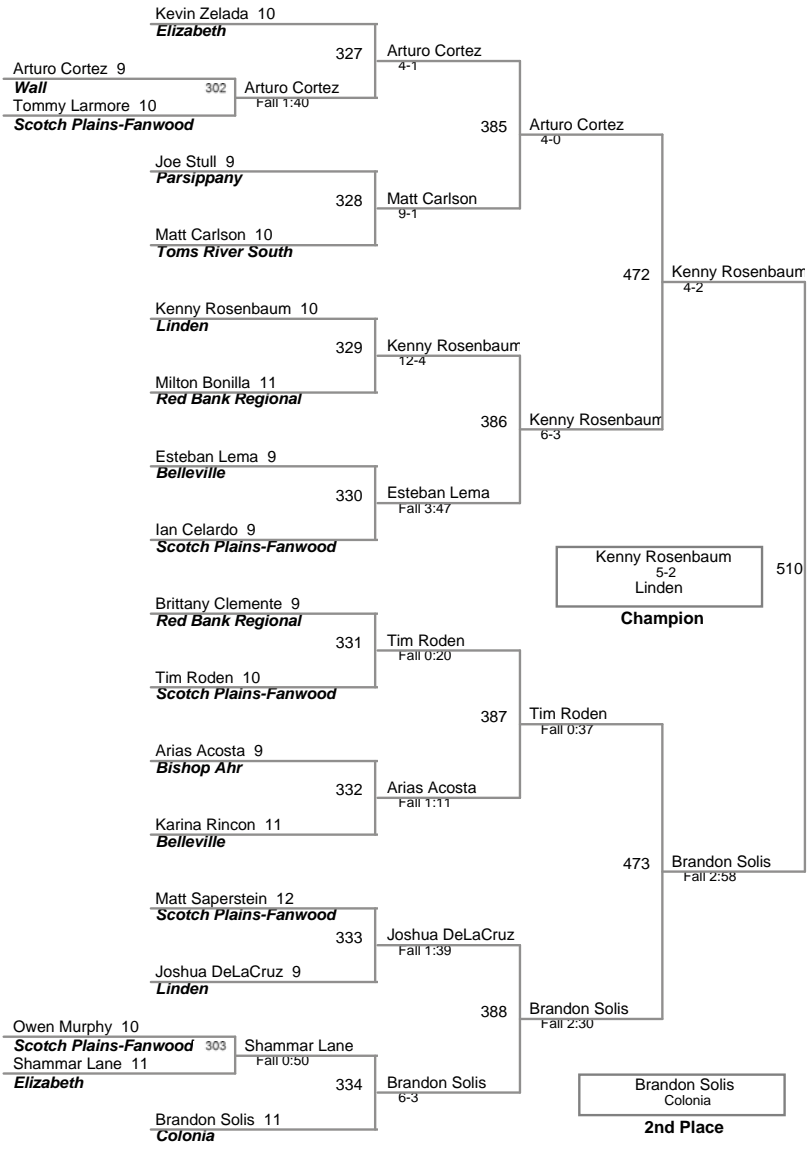 Kevin Zelada 10
Elizabeth
327
Arturo Cortez
4-1
Arturo Cortez 9
Wall
302
Arturo Cortez
Fall 1:40
Tommy Larmore 10
Scotch Plains-Fanwood
385
Arturo Cortez
4-0
Joe Stull 9
Parsippany
328
Matt Carlson
9-1
Matt Carlson 10
Toms River South
472
Kenny Rosenbaum
4-2
Kenny Rosenbaum 10
Linden
329
Kenny Rosenbaum
12-4
Milton Bonilla 11
Red Bank Regional
386
Kenny Rosenbaum
6-3
Esteban Lema 9
Belleville
330
Esteban Lema
Fall 3:47
Ian Celardo 9
Scotch Plains-Fanwood
Kenny Rosenbaum
5-2
Linden
510
Champion
Brittany Clemente 9
Red Bank Regional
331
Tim Roden
Fall 0:20
Tim Roden 10
Scotch Plains-Fanwood
387
Tim Roden
Fall 0:37
Arias Acosta 9
Bishop Ahr
332
Arias Acosta
Fall 1:11
Karina Rincon 11
Belleville
473
Brandon Solis
Fall 2:58
Matt Saperstein 12
Scotch Plains-Fanwood
333
Joshua DeLaCruz
Fall 1:39
Joshua DeLaCruz 9
Linden
388
Brandon Solis
Fall 2:30
Owen Murphy 10
Scotch Plains-Fanwood
303
Shammar Lane
Fall 0:50
Shammar Lane 11
Elizabeth
334
Brandon Solis
6-3
Brandon Solis 11
Colonia
Brandon Solis
Colonia
2nd Place